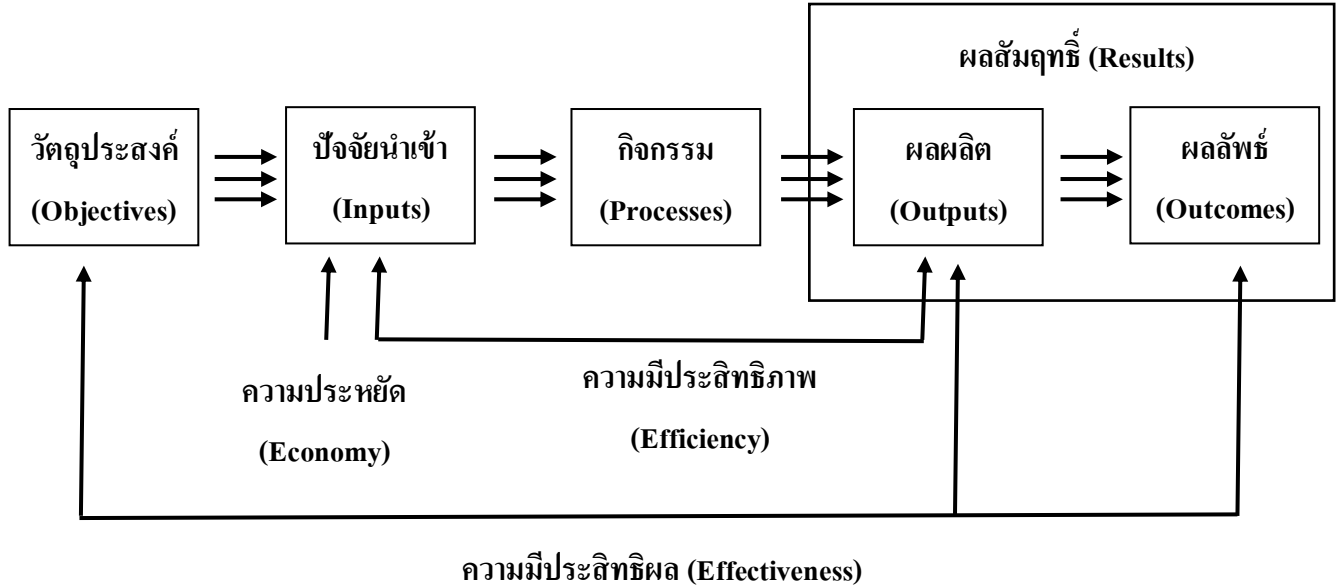 ผลสัมฤทธิ์ (Results)
วัตถุประสงค์
(Objectives)
ปัจจัยนำเข้า
(Inputs)
กิจกรรม
(Processes)
ผลผลิต
(Outputs)
ผลลัพธ์
(Outcomes)
ความประหยัด
(Economy)
ความมีประสิทธิภาพ
(Efficiency)
ความมีประสิทธิผล (Effectiveness)